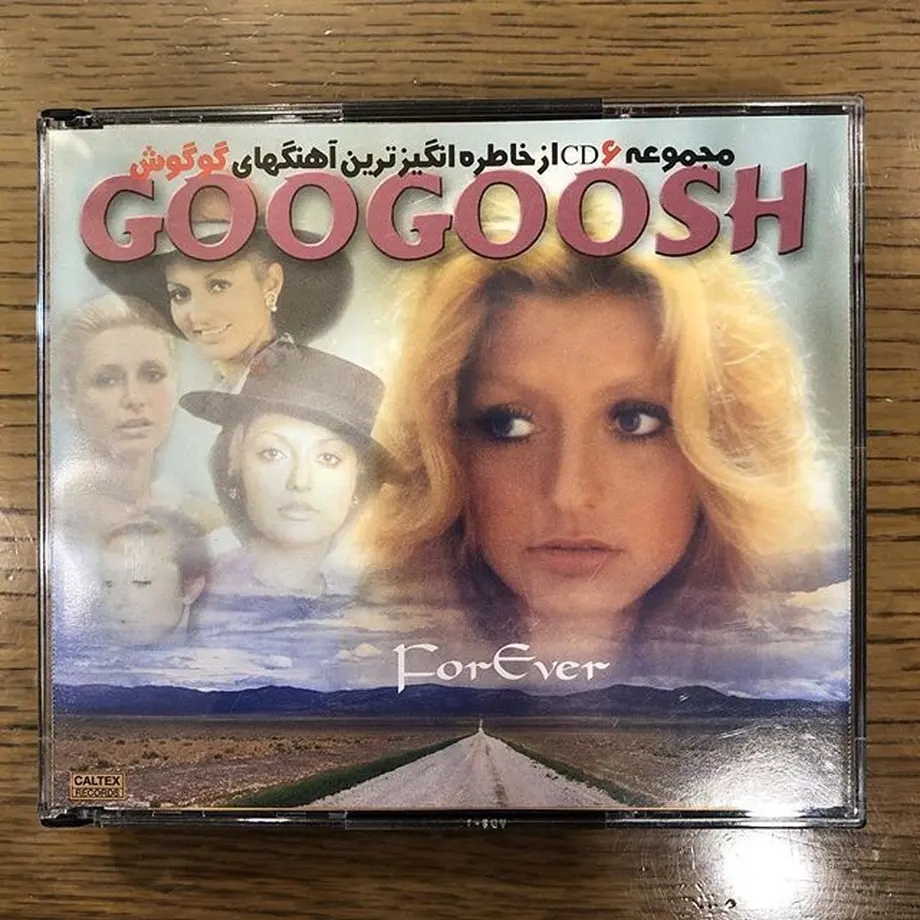 مجموعه ۶ CD از خاطره انگیز ترین آهنگهای گوگوش
GOOGOOSH
ForEver
CALTEX
RECORDS